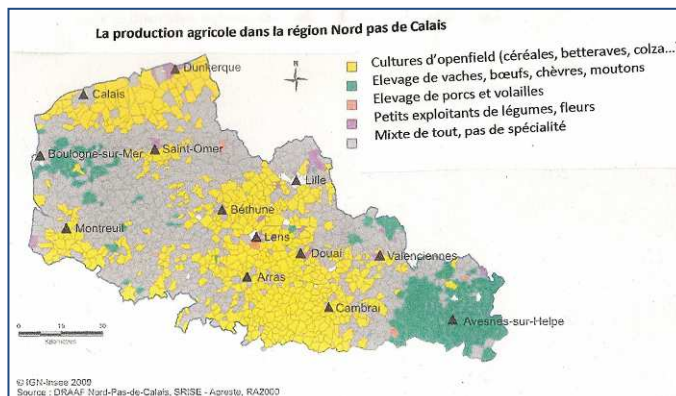 La production agricole dans la région Nord pas de Calais
Cultures d'openfield (céréales, betteraves, colza...
Elevage de vaches, bœufs, chèvres, moutons
Elevage de porcs et volailles
Petits exploitants de légumes, fleurs
Mixte de tout, pas de spécialité
N
Dunkerque
Calais
Boulogne-sur-Mer
Saint-Omer
Lille
Béthune
Montreuil
Lens
Douai
Valenciennes
Arras
Cambrai
Avesnes-sur-Helpe
0
© IGN-Insee 2009
Source : DRAAF Nord-Pas-de-Calais, SRISE - Agreste, RA2000